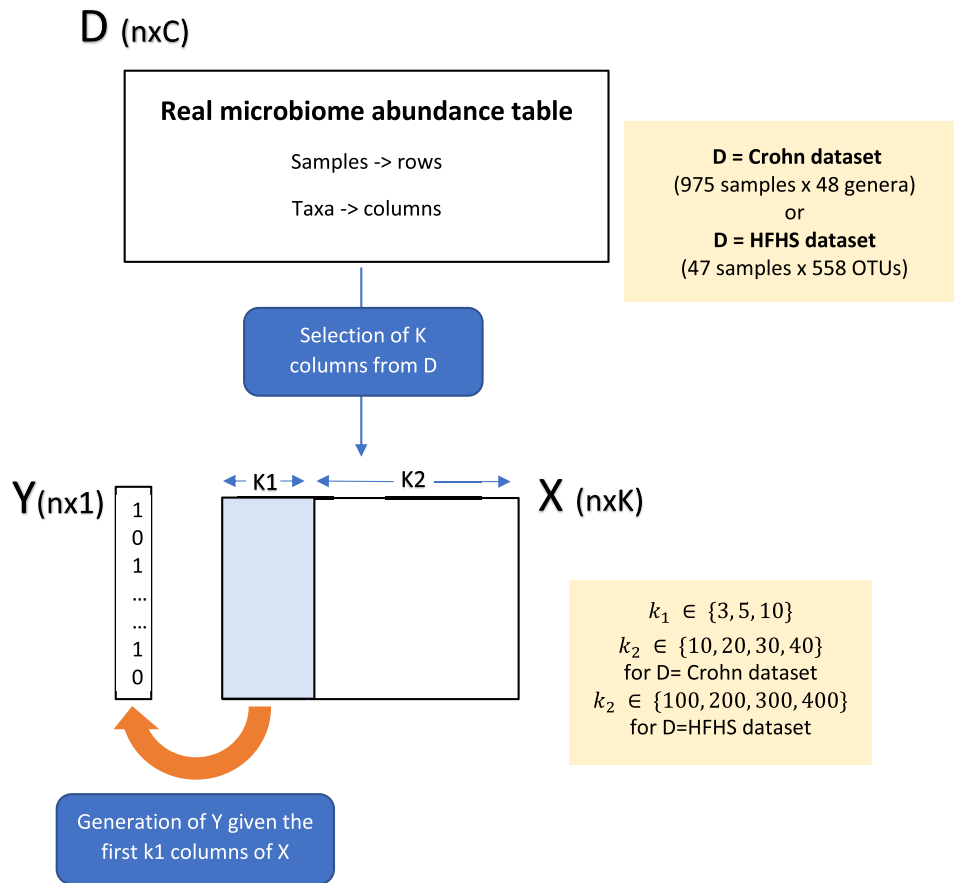 D (nxC)
Real microbiome abundance table
Samples -> rows
Taxa -> columns
D = Crohn dataset
(975 samples x 48 genera)
or
D = HFHS dataset
(47 samples x 558 OTUs)
Selection of K
columns from D
K1
K2
Y(nx1)
X (nxK)
1
0
1
...
...
1
0
k₁ ∈ {3, 5, 10}
k₂ ∈ {10, 20, 30, 40}
for D= Crohn dataset
k₂ ∈ {100, 200, 300, 400}
for D=HFHS dataset
Generation of Y given the
first k1 columns of X